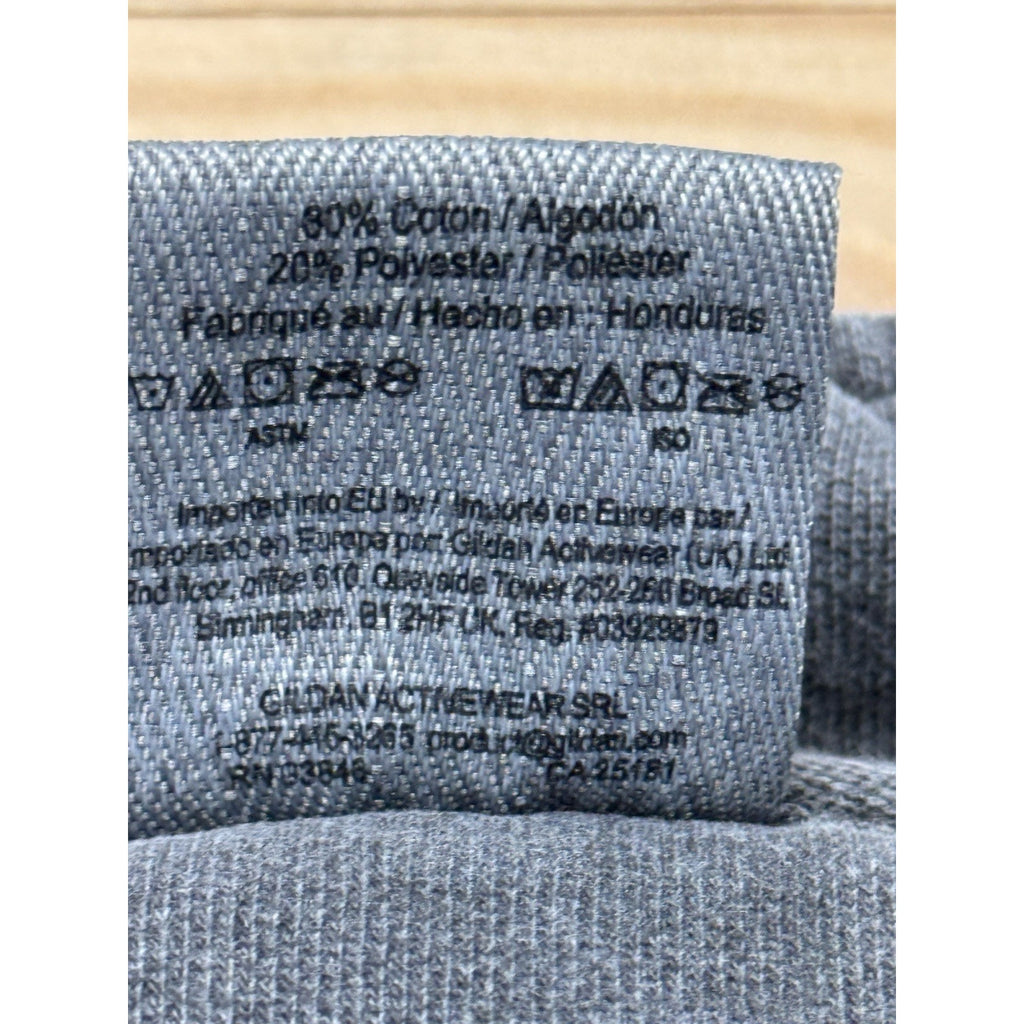 80% Coton / Algodón
20% Polyester / Poliéster
Fabriqué au / Hecho en : Honduras
ASTM ISO
Imported into EU by / Importé en Europe par /
Importado en Europa por: Gildan Activewear (UK) Ltd
2nd floor, office 610, Quayside Tower 252-260 Broad St.
Birmingham, B1 2HF UK, Reg. #03929879
GILDAN ACTIVEWEAR SRL
1-877-445-3265 product@gildan.com
RN 93846 CA 25181